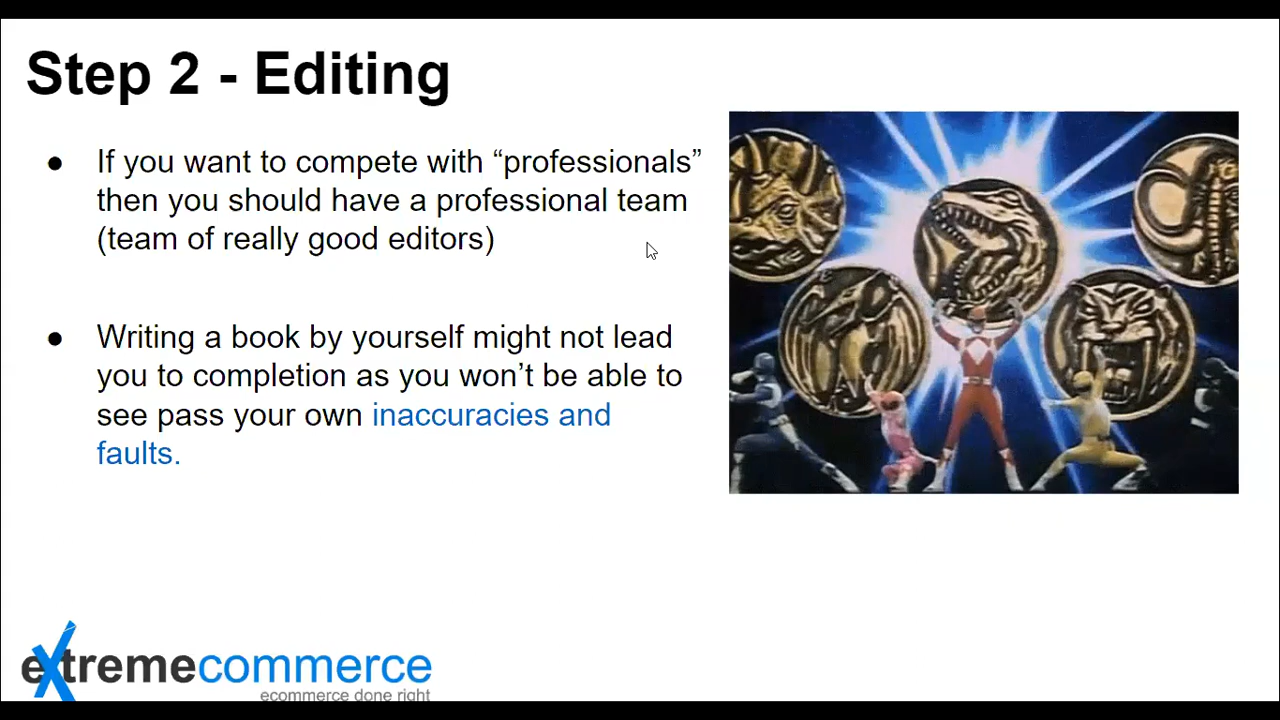 Step 2 - Editing
● If you want to compete with “professionals”
then you should have a professional team
(team of really good editors)
● Writing a book by yourself might not lead
you to completion as you won’t be able to
see pass your own inaccuracies and
faults.
extremecommerce
ecommerce done right